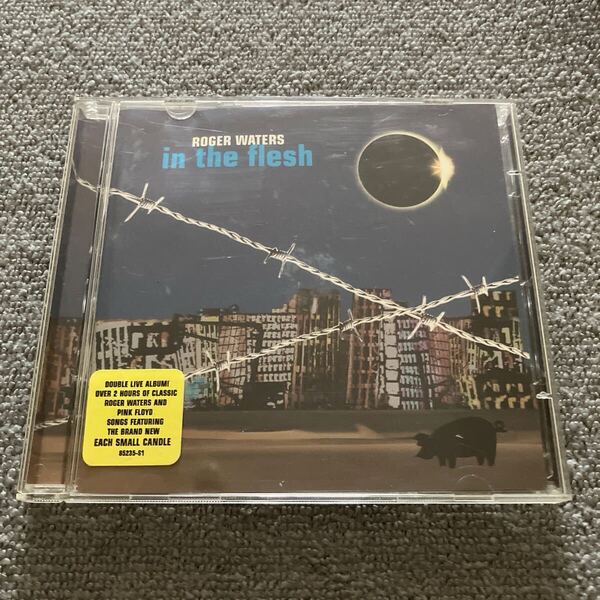 ROGER WATERS
in the flesh
DOUBLE LIVE ALBUM!
OVER 2 HOURS OF CLASSIC
ROGER WATERS AND
PINK FLOYD
SONGS FEATURING
THE BRAND NEW
EACH SMALL CANDLE
85235-S1